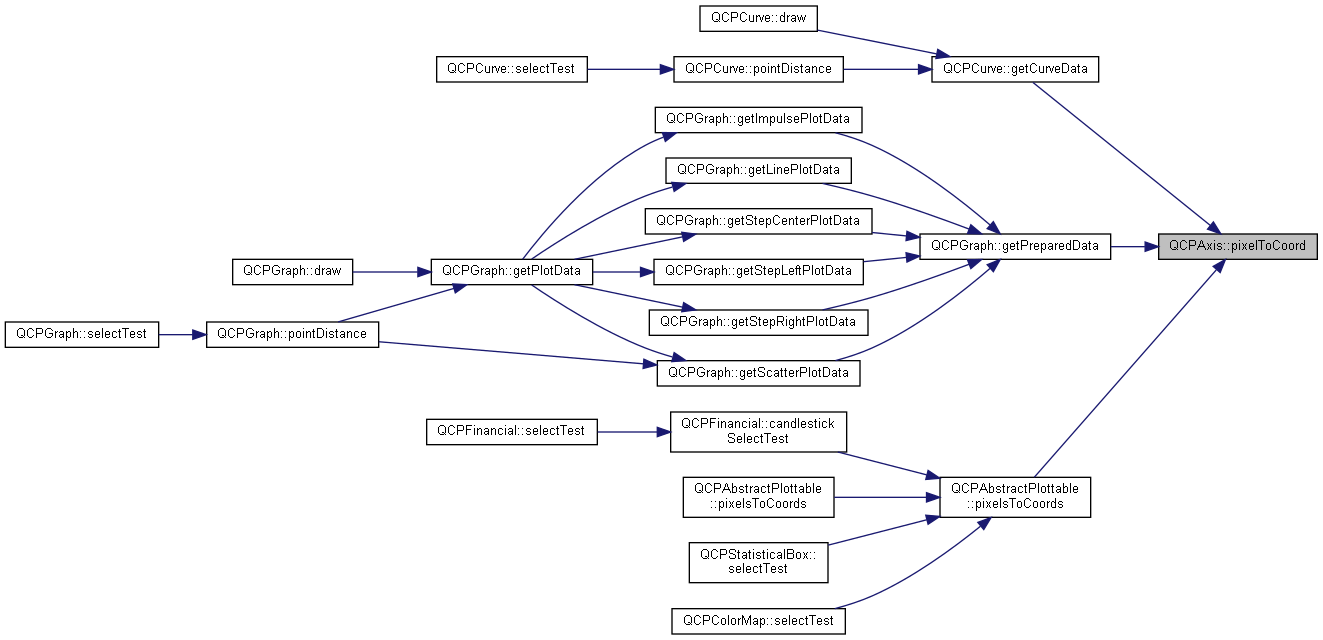 QCPCurve::draw
QCPCurve::selectTest
QCPCurve::pointDistance
QCPCurve::getCurveData
QCPGraph::getImpulsePlotData
QCPGraph::getLinePlotData
QCPGraph::getStepCenterPlotData
QCPGraph::getPreparedData
QCPAxis::pixelToCoord
QCPGraph::draw
QCPGraph::getPlotData
QCPGraph::getStepLeftPlotData
QCPGraph::getStepRightPlotData
QCPGraph::selectTest
QCPGraph::pointDistance
QCPGraph::getScatterPlotData
QCPFinancial::selectTest
QCPFinancial::candlestick
SelectTest
QCPAbstractPlottable
::pixelsToCoords
QCPAbstractPlottable
::pixelsToCoords
QCPStatisticalBox::
selectTest
QCPColorMap::selectTest